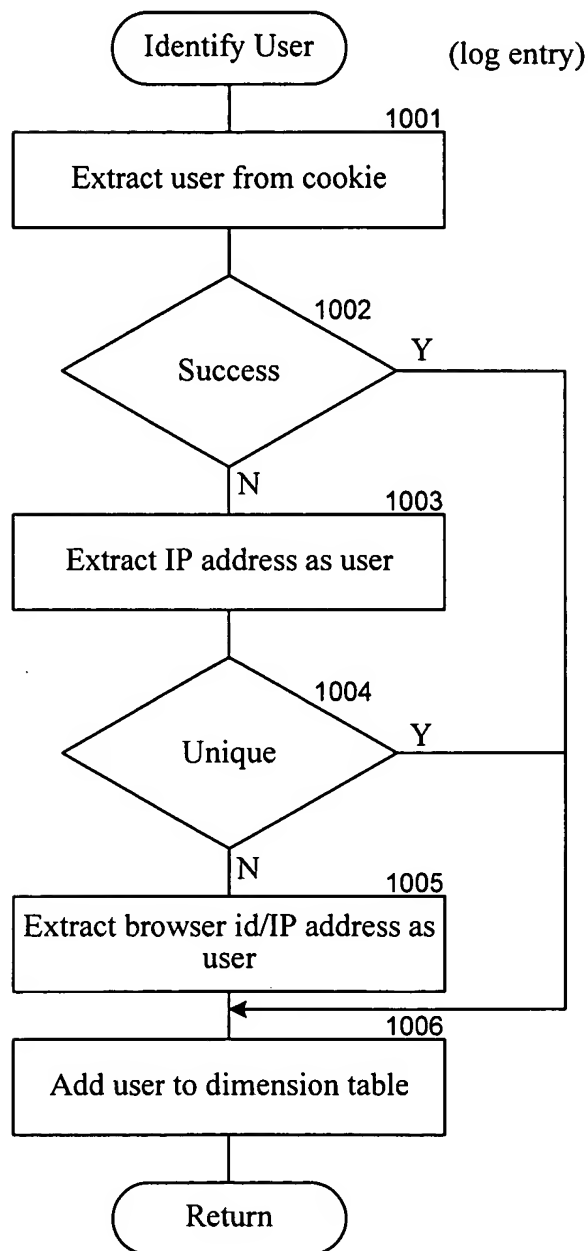 Identify User
(log entry)
1001
Extract user from cookie
1002
Success
Y
N
1003
Extract IP address as user
1004
Unique
Y
N
1005
Extract browser id/IP address as
user
1006
Add user to dimension table
Return